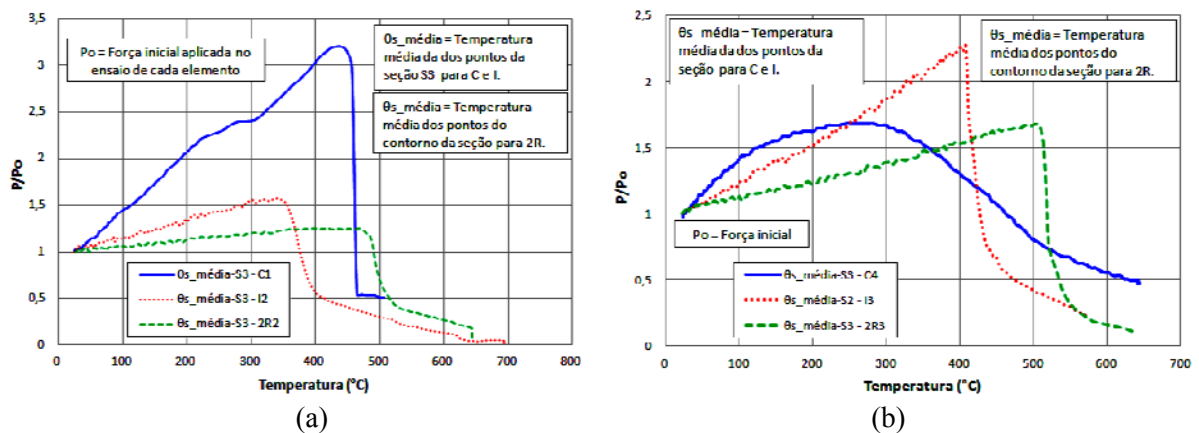 3,5
3
2,5
2
1,5
1
0,5
0
P/Po
Po = Força inicial aplicada no
ensaio de cada elemento
θs_média = Temperatura
média dos pontos da
seção S3 para C e I.
θs_média = Temperatura
média dos pontos do
contorno da seção para 2R.
θs_média-S3 - C1
θs_média-S3 - I2
θs_média-S3 - 2R2
0 100 200 300 400 500 600 700 800
Temperatura (°C)
(a)
2,5
2
1,5
1
0,5
0
P/Po
θs_média = Temperatura
média dos pontos da
seção para C e I.
θs_média = Temperatura
média dos pontos do
contorno da seção para 2R.
Po = Força inicial
θs_média-S3 - C4
θs_média-S2 - I3
θs_média-S3 - 2R3
0 100 200 300 400 500 600 700
Temperatura (°C)
(b)